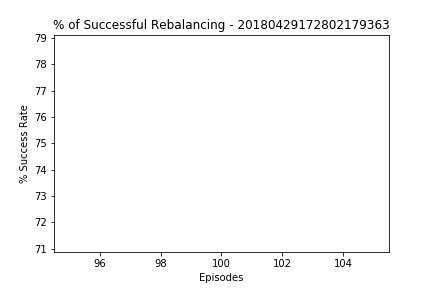 % of Successful Rebalancing - 20180429172802179363
79
78
77
76
75
74
73
72
71
% Success Rate
96 98 100 102 104
Episodes